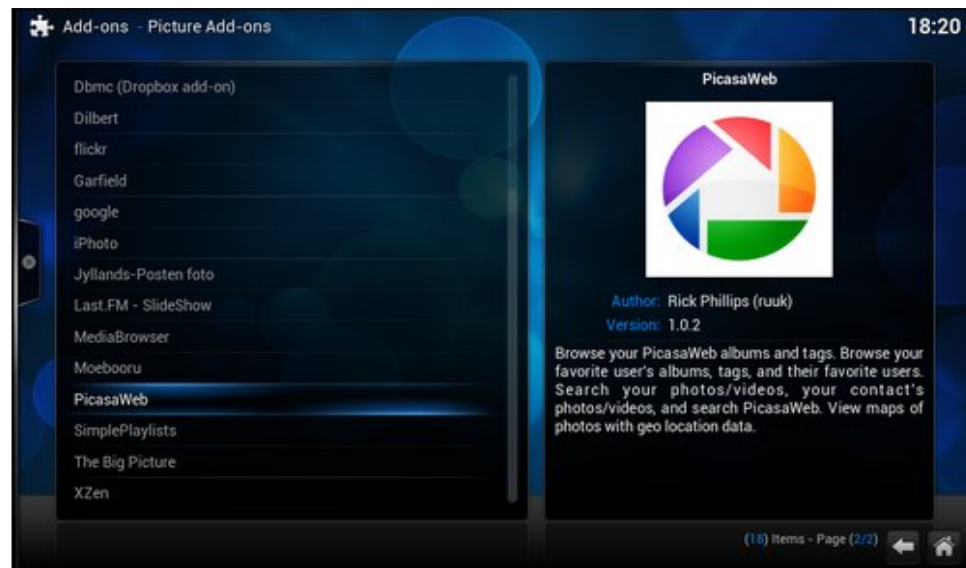 Add-ons - Picture Add-ons
18:20
Dbmc (Dropbox add-on)
Dilbert
flickr
Garfield
google
iPhoto
Jyllands-Posten foto
Last.FM - SlideShow
MediaBrowser
Moebooru
PicasaWeb
SimplePlaylists
The Big Picture
XZen
PicasaWeb
Author: Rick Phillips (ruuk)
Version: 1.0.2
Browse your PicasaWeb albums and tags. Browse your
favorite user's albums, tags, and their favorite users.
Search your photos/videos, your contact's
photos/videos, and search PicasaWeb. View maps of
photos with geo location data.
(18) Items - Page (2/2)